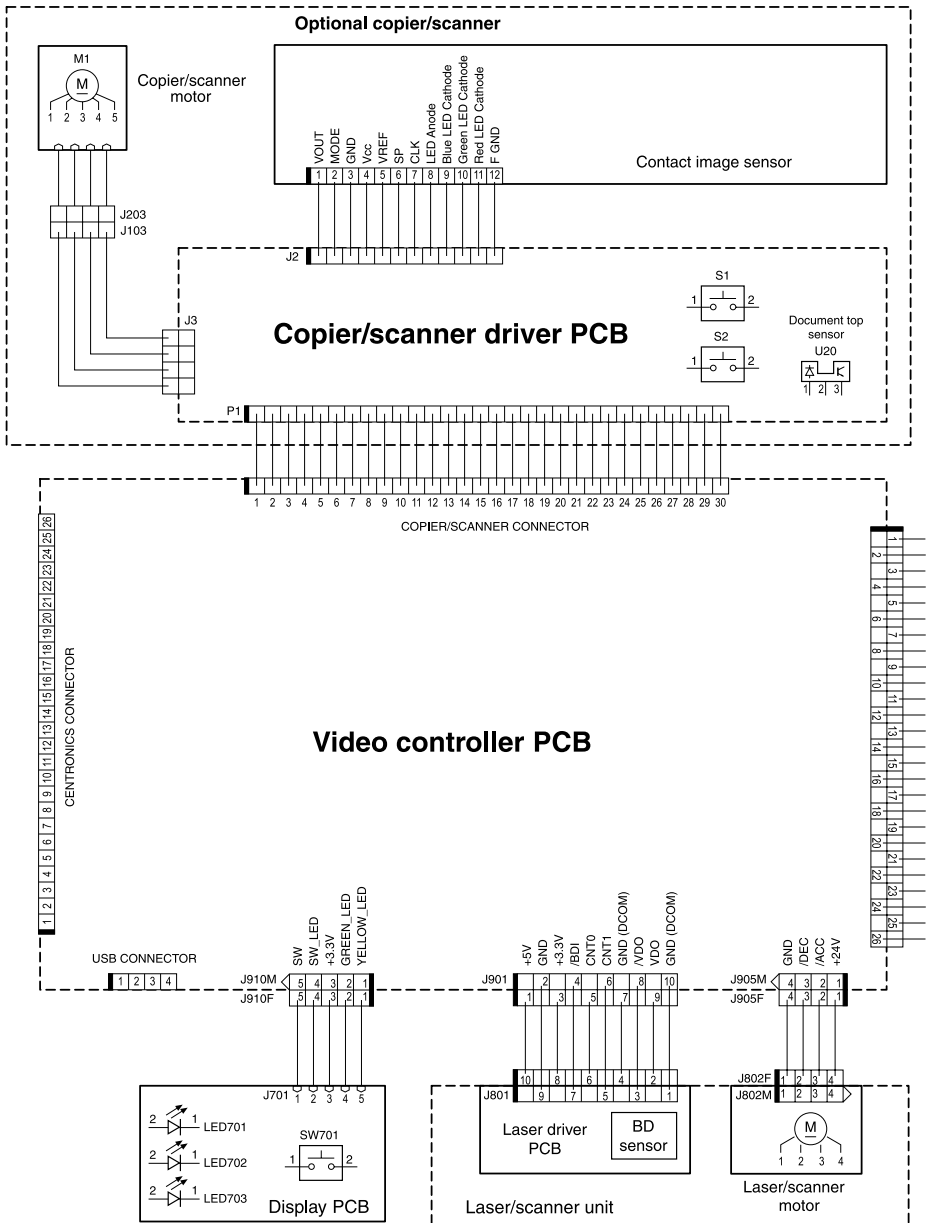 Optional copier/scanner
M1
M
1 2 3 4 5
Copier/scanner
motor
VOUT
MODE
GND
Vcc
VREF
SP
CLK
LED Anode
Blue LED Cathode
Green LED Cathode
Red LED Cathode
F GND
1 2 3 4 5 6 7 8 9 10 11 12
Contact image sensor
J203
J103
J2
J3
Copier/scanner driver PCB
S1
1 2
S2
1 2
Document top
sensor
U20
1 2 3
P1
1 2 3 4 5 6 7 8 9 10 11 12 13 14 15 16 17 18 19 20 21 22 23 24 25 26 27 28 29 30
COPIER/SCANNER CONNECTOR
1 2 3 4 5 6 7 8 9 10 11 12 13 14 15 16 17 18 19 20 21 22 23 24 25 26
CENTRONICS CONNECTOR
Video controller PCB
1 2 3 4 5 6 7 8 9 10 11 12 13 14 15 16 17 18 19 20 21 22 23 24 25 26
USB CONNECTOR
1 2 3 4
SW
SW_LED
+3.3V
GREEN_LED
YELLOW_LED
J910M
5 4 3 2 1
J910F
5 4 3 2 1
+5V
GND
+3.3V
/BDI
CNT0
CNT1
GND (DCOM)
/VDO
VDO
GND (DCOM)
J901
1 2 3 4 5 6 7 8 9 10
GND
/DEC
/ACC
+24V
J905M
4 3 2 1
J905F
4 3 2 1
J701
1 2 3 4 5
2 1 LED701
2 1 LED702
2 1 LED703
SW701
1 2
Display PCB
J801
10 9 8 7 6 5 4 3 2 1
Laser driver
PCB
BD
sensor
Laser/scanner unit
J802F
1 2 3 4
J802M
1 2 3 4
M
1 2 3 4
Laser/scanner
motor